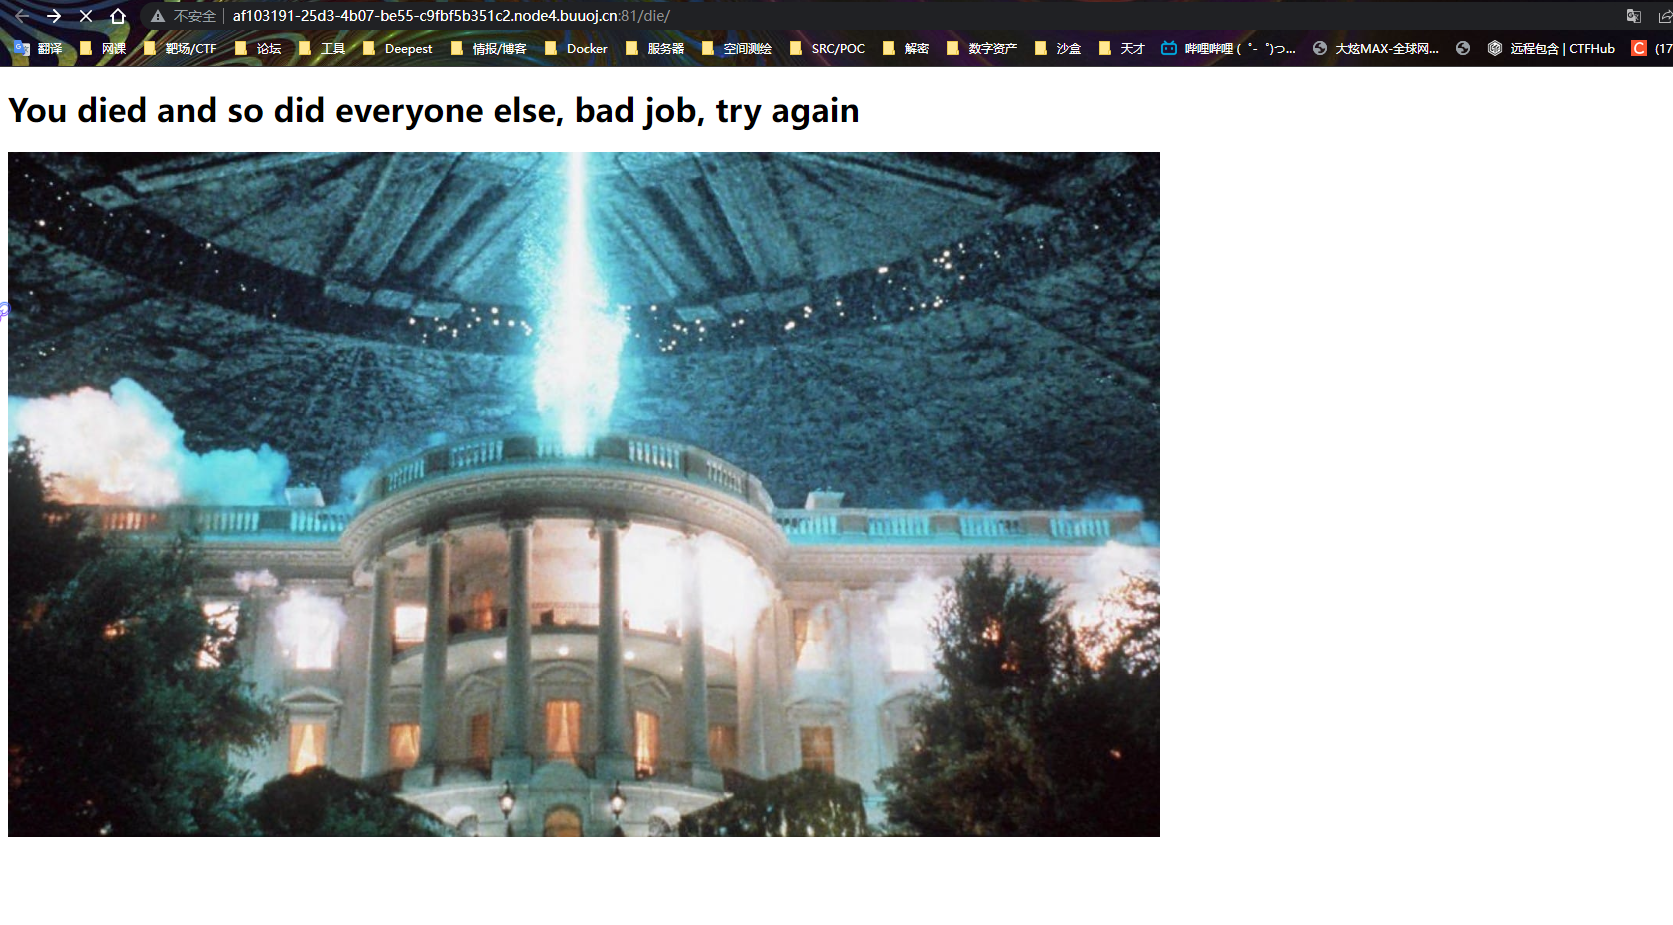 不安全 af103191-25d3-4b07-be55-c9fbf5b351c2.node4.buuoj.cn:81/die/
翻译 网课 靶场/CTF 论坛 工具 Deepest 情报/博客 Docker 服务器 空间测绘 SRC/POC 解密 数字资产 沙盒 天才 哔哩哔哩 ( ゜- ゜)つ... 大炫MAX-全球网... 远程包含 | CTFHub C (17
You died and so did everyone else, bad job, try again